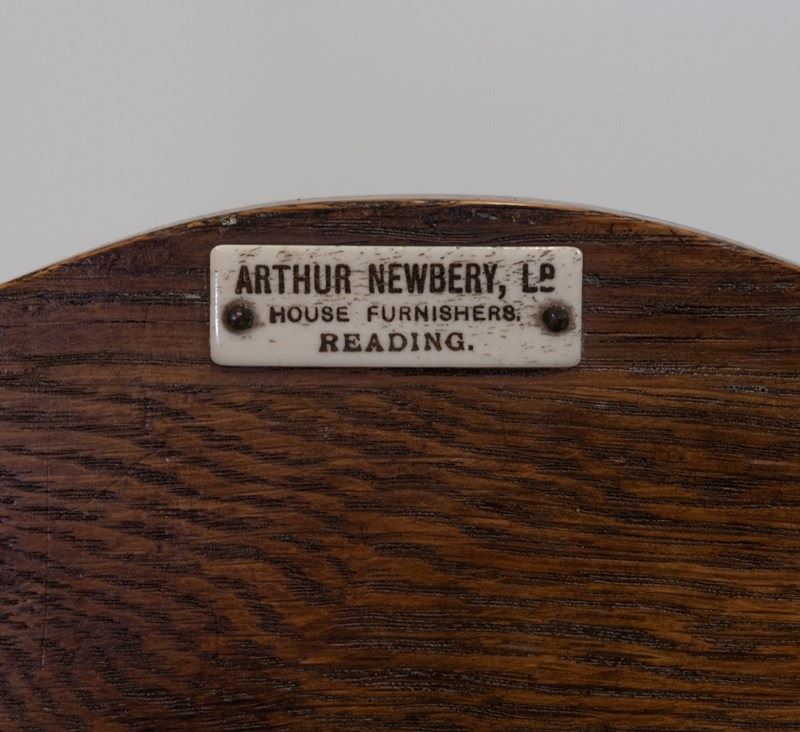 ARTHUR NEWBERY, Lᴰ
HOUSE FURNISHERS.
READING.